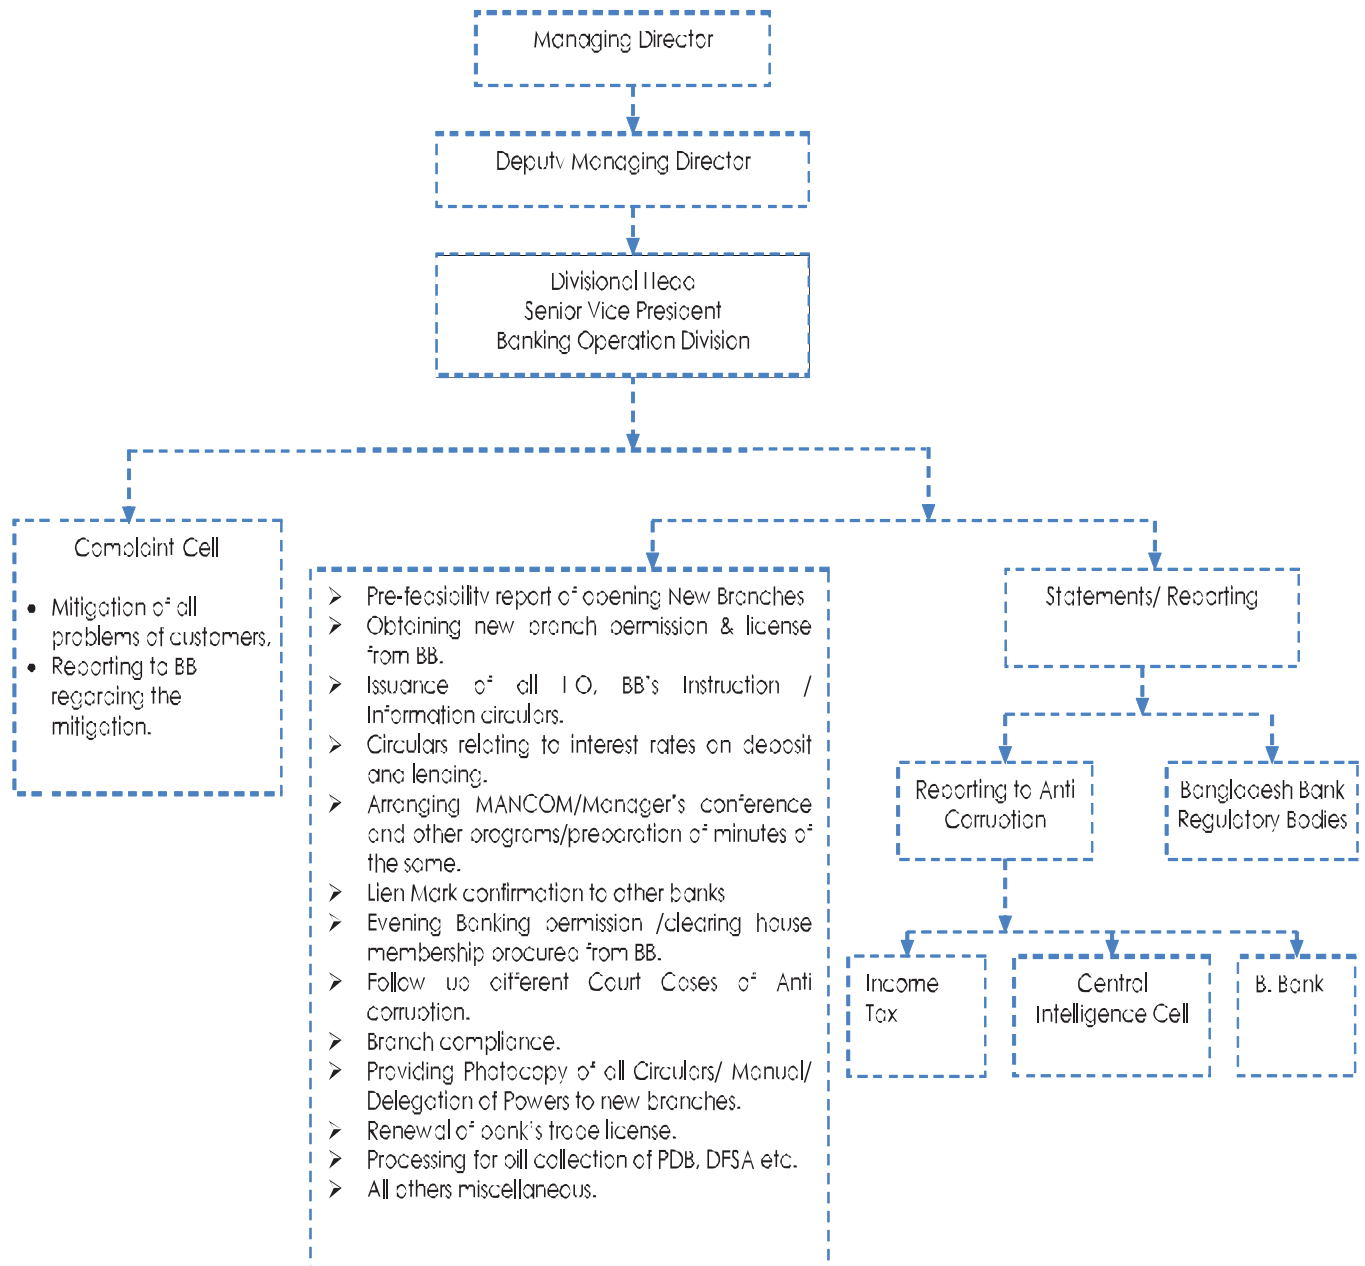 Managing Director
Deputy Managing Director
Divisional Head
Senior Vice President
Banking Operation Division
Complaint Cell
• Mitigation of all
problems of customers.
• Reporting to BB
regarding the
mitigation.
➢ Pre-feasibility report of opening New Branches
➢ Obtaining new branch permission & license
from BB.
➢ Issuance of all HO, BB's Instruction /
Information circulars.
➢ Circulars relating to interest rates on deposit
and lending.
➢ Arranging MANCOM/Manager's conference
and other programs/preparation of minutes of
the same.
➢ Lien Mark confirmation to other banks
➢ Evening Banking permission /clearing house
membership procured from BB.
➢ Follow up different Court Cases of Anti
corruption.
➢ Branch compliance.
➢ Providing Photocopy of all Circulars/ Manual/
Delegation of Powers to new branches.
➢ Renewal of bank's trade license.
➢ Processing for bill collection of PDB, DFSA etc.
➢ All others miscellaneous.
Statements/ Reporting
Reporting to Anti
Corruption
Bangladesh Bank
Regulatory Bodies
Income
Tax
Central
Intelligence Cell
B. Bank